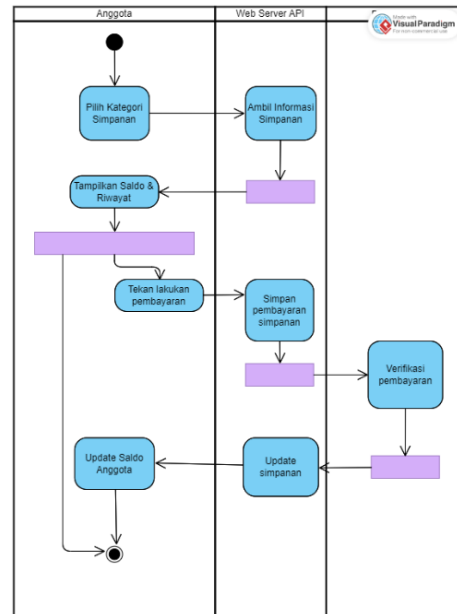 Anggota
Web Server API
Made with
Visual Paradigm
For non-commercial use
Pilih Kategori
Simpanan
Ambil Informasi
Simpanan
Tampilkan Saldo &
Riwayat
Tekan lakukan
pembayaran
Simpan
pembayaran
simpanan
Verifikasi
pembayaran
Update Saldo
Anggota
Update
simpanan